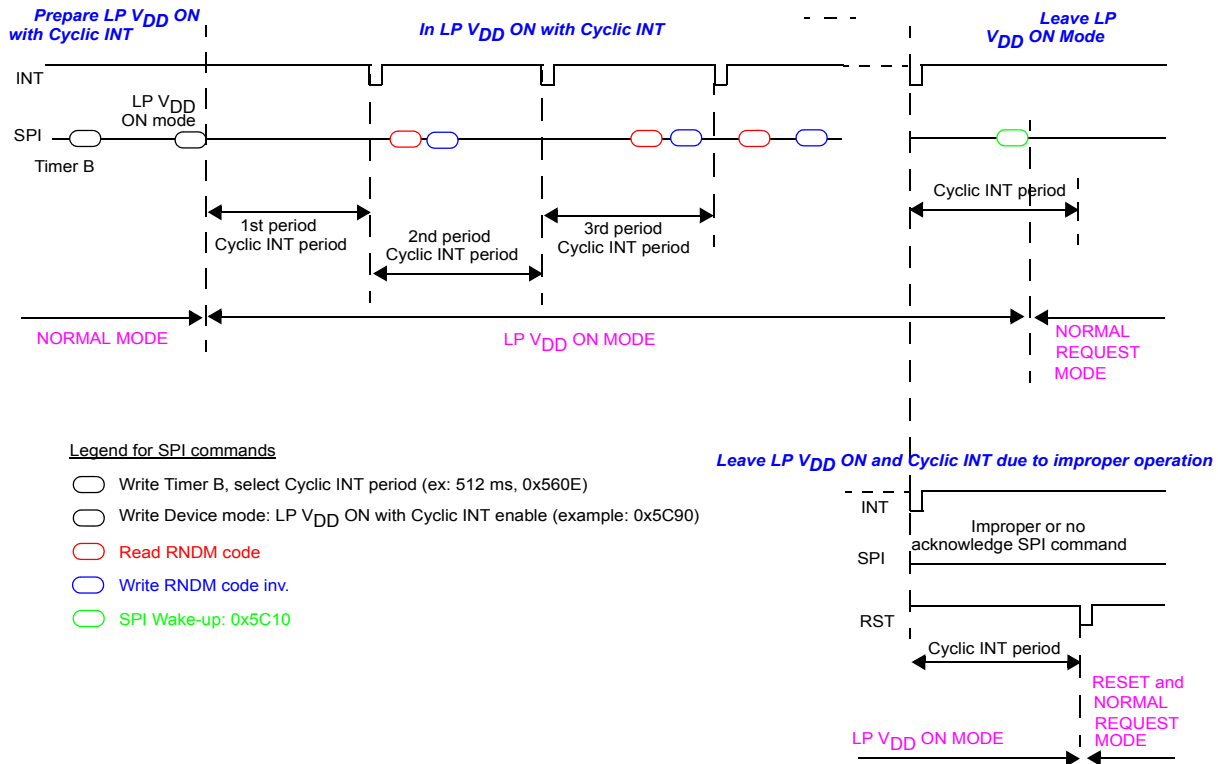 Prepare LP VDD ON
with Cyclic INT
In LP VDD ON with Cyclic INT
Leave LP
VDD ON Mode
INT
LP VDD
ON mode
SPI
Timer B
1st period
Cyclic INT period
2nd period
Cyclic INT period
3rd period
Cyclic INT period
Cyclic INT period
NORMAL MODE
LP VDD ON MODE
NORMAL
REQUEST
MODE
Legend for SPI commands
Write Timer B, select Cyclic INT period (ex: 512 ms, 0x560E)
Write Device mode: LP VDD ON with Cyclic INT enable (example: 0x5C90)
Read RNDM code
Write RNDM code inv.
SPI Wake-up: 0x5C10
Leave LP VDD ON and Cyclic INT due to improper operation
INT
Improper or no
acknowledge SPI command
SPI
RST
Cyclic INT period
RESET and
NORMAL
REQUEST
MODE
LP VDD ON MODE